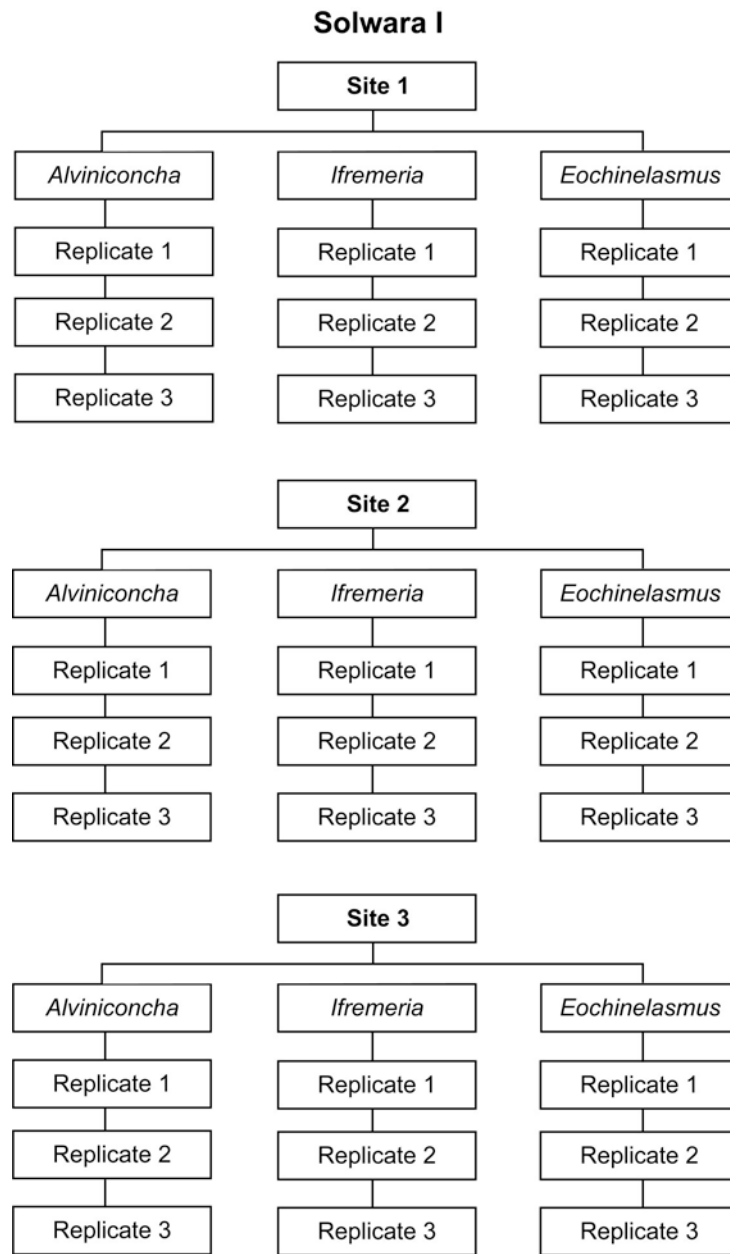 Solwara I
Site 1
Alviniconcha Ifremeria Eochinelasmus
Replicate 1 Replicate 1 Replicate 1
Replicate 2 Replicate 2 Replicate 2
Replicate 3 Replicate 3 Replicate 3
Site 2
Alviniconcha Ifremeria Eochinelasmus
Replicate 1 Replicate 1 Replicate 1
Replicate 2 Replicate 2 Replicate 2
Replicate 3 Replicate 3 Replicate 3
Site 3
Alviniconcha Ifremeria Eochinelasmus
Replicate 1 Replicate 1 Replicate 1
Replicate 2 Replicate 2 Replicate 2
Replicate 3 Replicate 3 Replicate 3